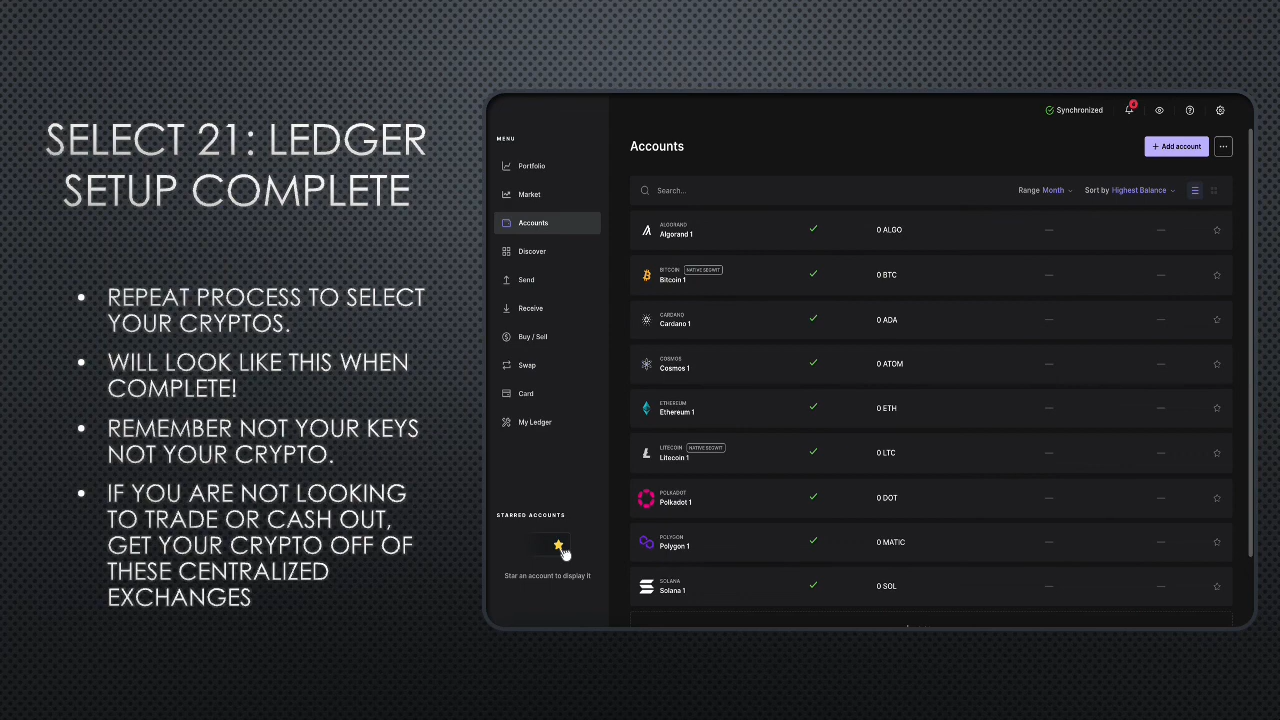 SELECT 21: LEDGER
SETUP COMPLETE
• REPEAT PROCESS TO SELECT
YOUR CRYPTOS.
• WILL LOOK LIKE THIS WHEN
COMPLETE!
• REMEMBER NOT YOUR KEYS
NOT YOUR CRYPTO.
• IF YOU ARE NOT LOOKING
TO TRADE OR CASH OUT,
GET YOUR CRYPTO OFF OF
THESE CENTRALIZED
EXCHANGES
MENU
Portfolio
Market
Accounts
Discover
Send
Receive
Buy / Sell
Swap
Card
My Ledger
STARRED ACCOUNTS
Star an account to display it
Synchronized
4
Accounts
+ Add account
Search...
Range Month
Sort by Highest Balance
ALGORAND
Algorand 1
0 ALGO
BITCOIN NATIVE SEGWIT
Bitcoin 1
0 BTC
CARDANO
Cardano 1
0 ADA
COSMOS
Cosmos 1
0 ATOM
ETHEREUM
Ethereum 1
0 ETH
LITECOIN NATIVE SEGWIT
Litecoin 1
0 LTC
POLKADOT
Polkadot 1
0 DOT
POLYGON
Polygon 1
0 MATIC
SOLANA
Solana 1
0 SOL